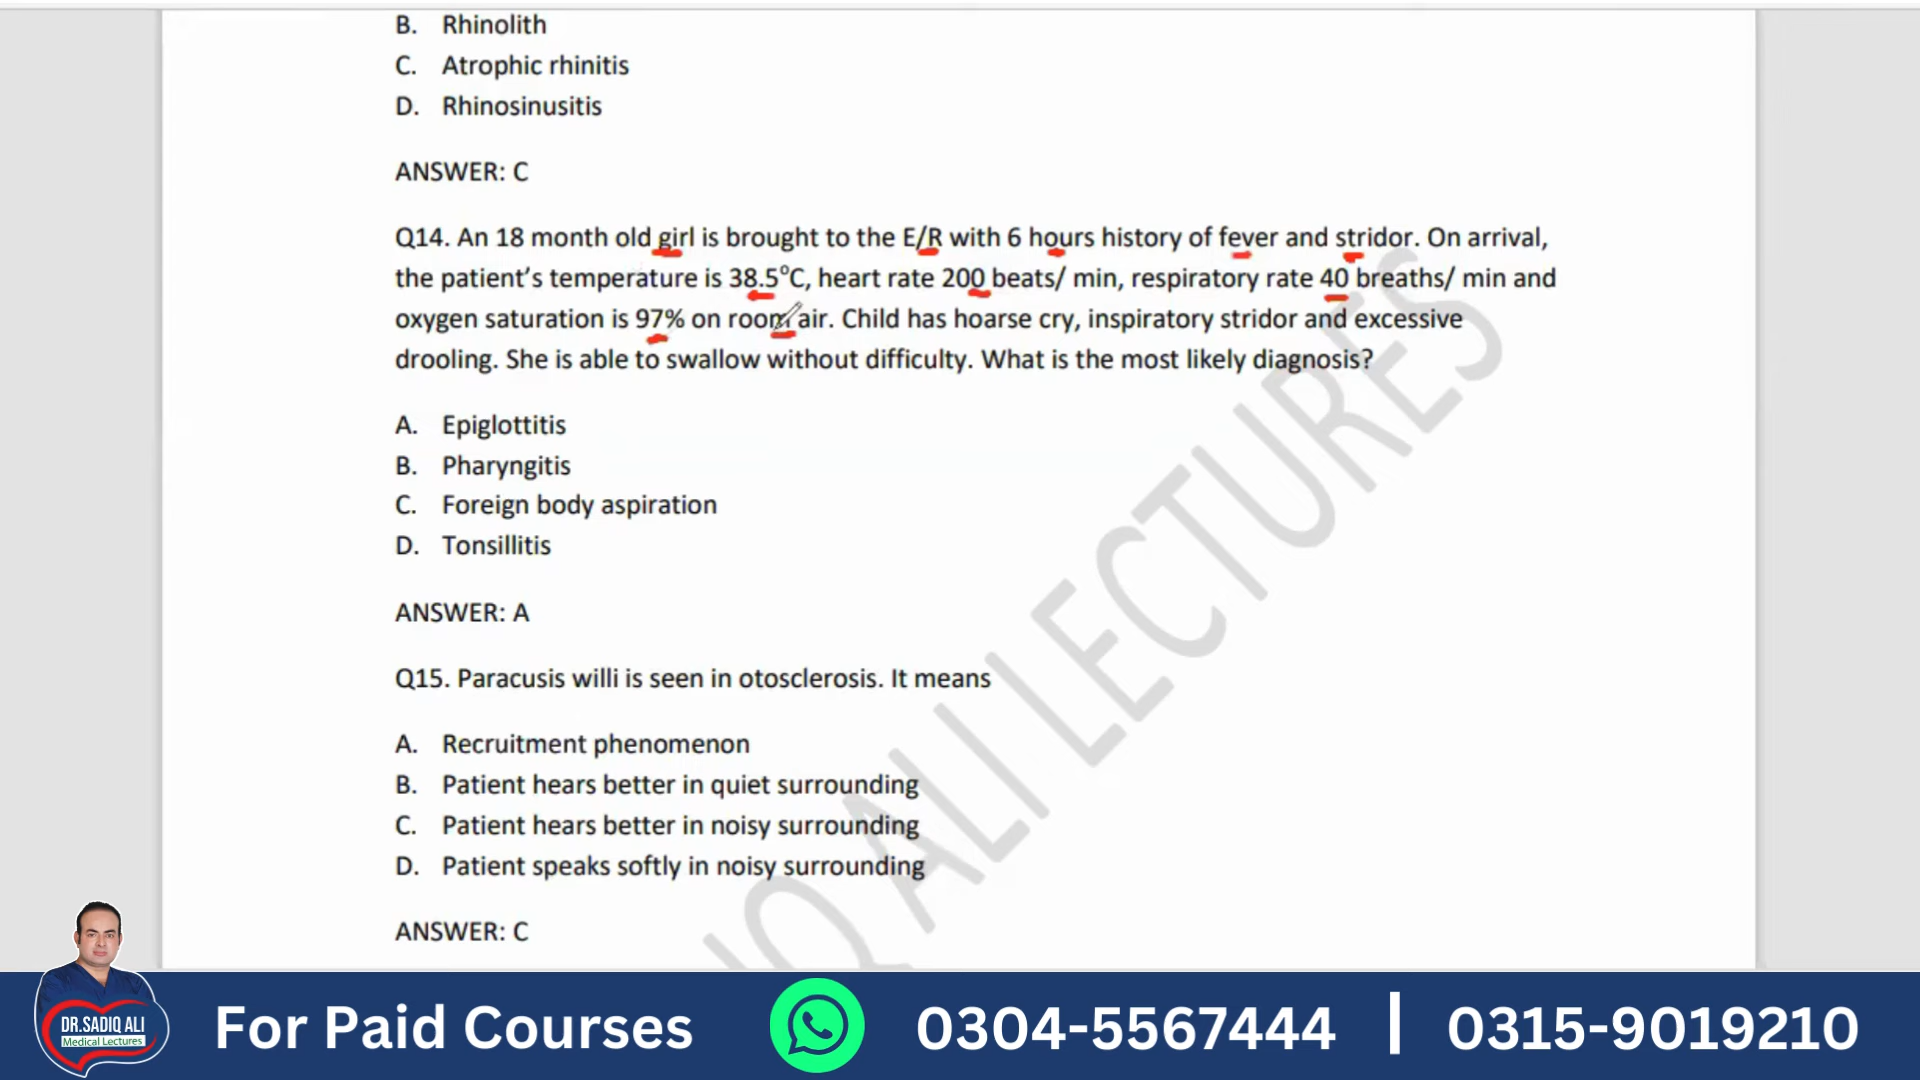 B. Rhinolith
C. Atrophic rhinitis
D. Rhinosinusitis
ANSWER: C
Q14. An 18 month old girl is brought to the E/R with 6 hours history of fever and stridor. On arrival,
the patient’s temperature is 38.5°C, heart rate 200 beats/ min, respiratory rate 40 breaths/ min and
oxygen saturation is 97% on room air. Child has hoarse cry, inspiratory stridor and excessive
drooling. She is able to swallow without difficulty. What is the most likely diagnosis?
A. Epiglottitis
B. Pharyngitis
C. Foreign body aspiration
D. Tonsillitis
ANSWER: A
Q15. Paracusis willi is seen in otosclerosis. It means
A. Recruitment phenomenon
B. Patient hears better in quiet surrounding
C. Patient hears better in noisy surrounding
D. Patient speaks softly in noisy surrounding
ANSWER: C
IQ ALI LECTURES
DR.SADIQ ALI
Medical Lectures
For Paid Courses
0304-5567444 | 0315-9019210